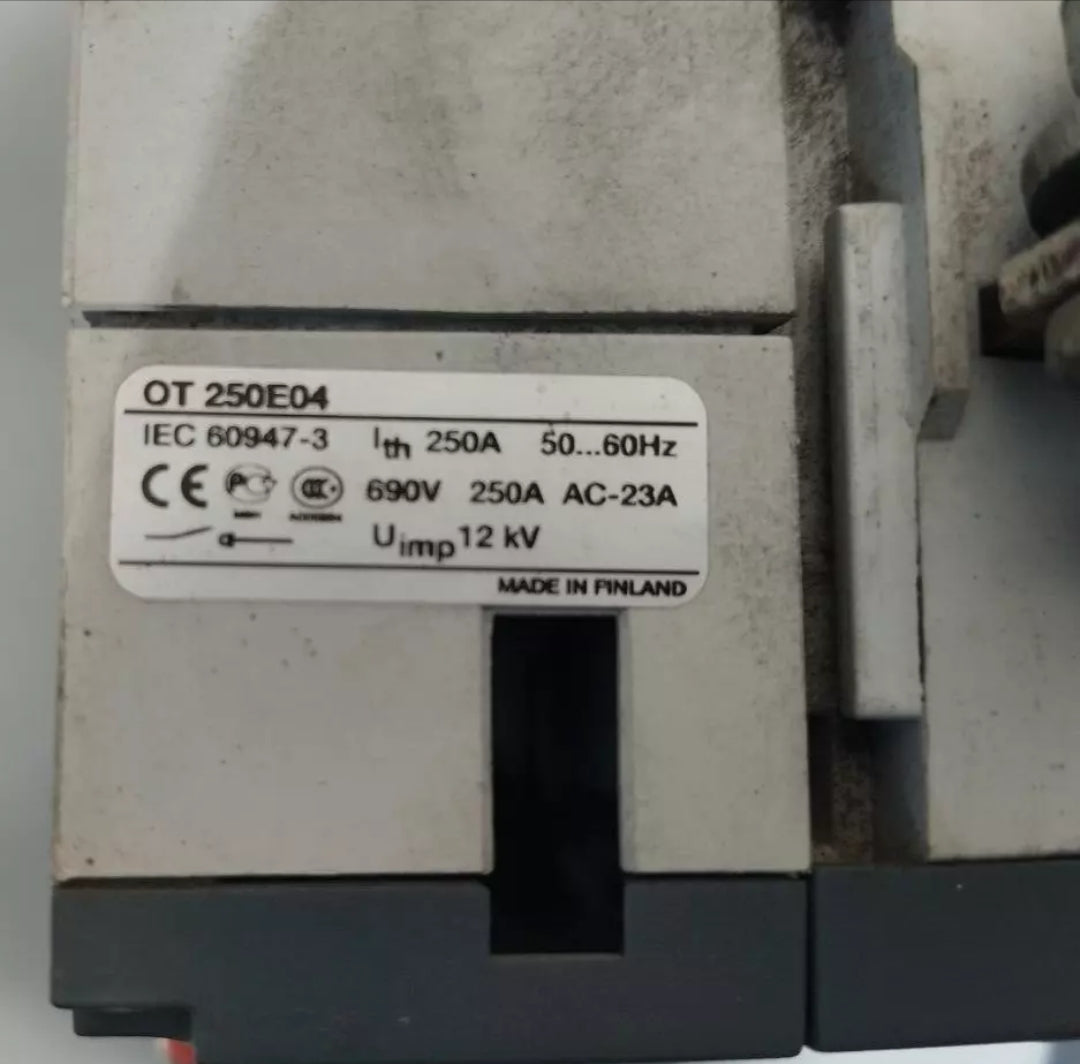 OT 250E04
IEC 60947-3 Ith 250A 50...60Hz
CE 690V 250A AC-23A
Uimp 12 kV
MADE IN FINLAND